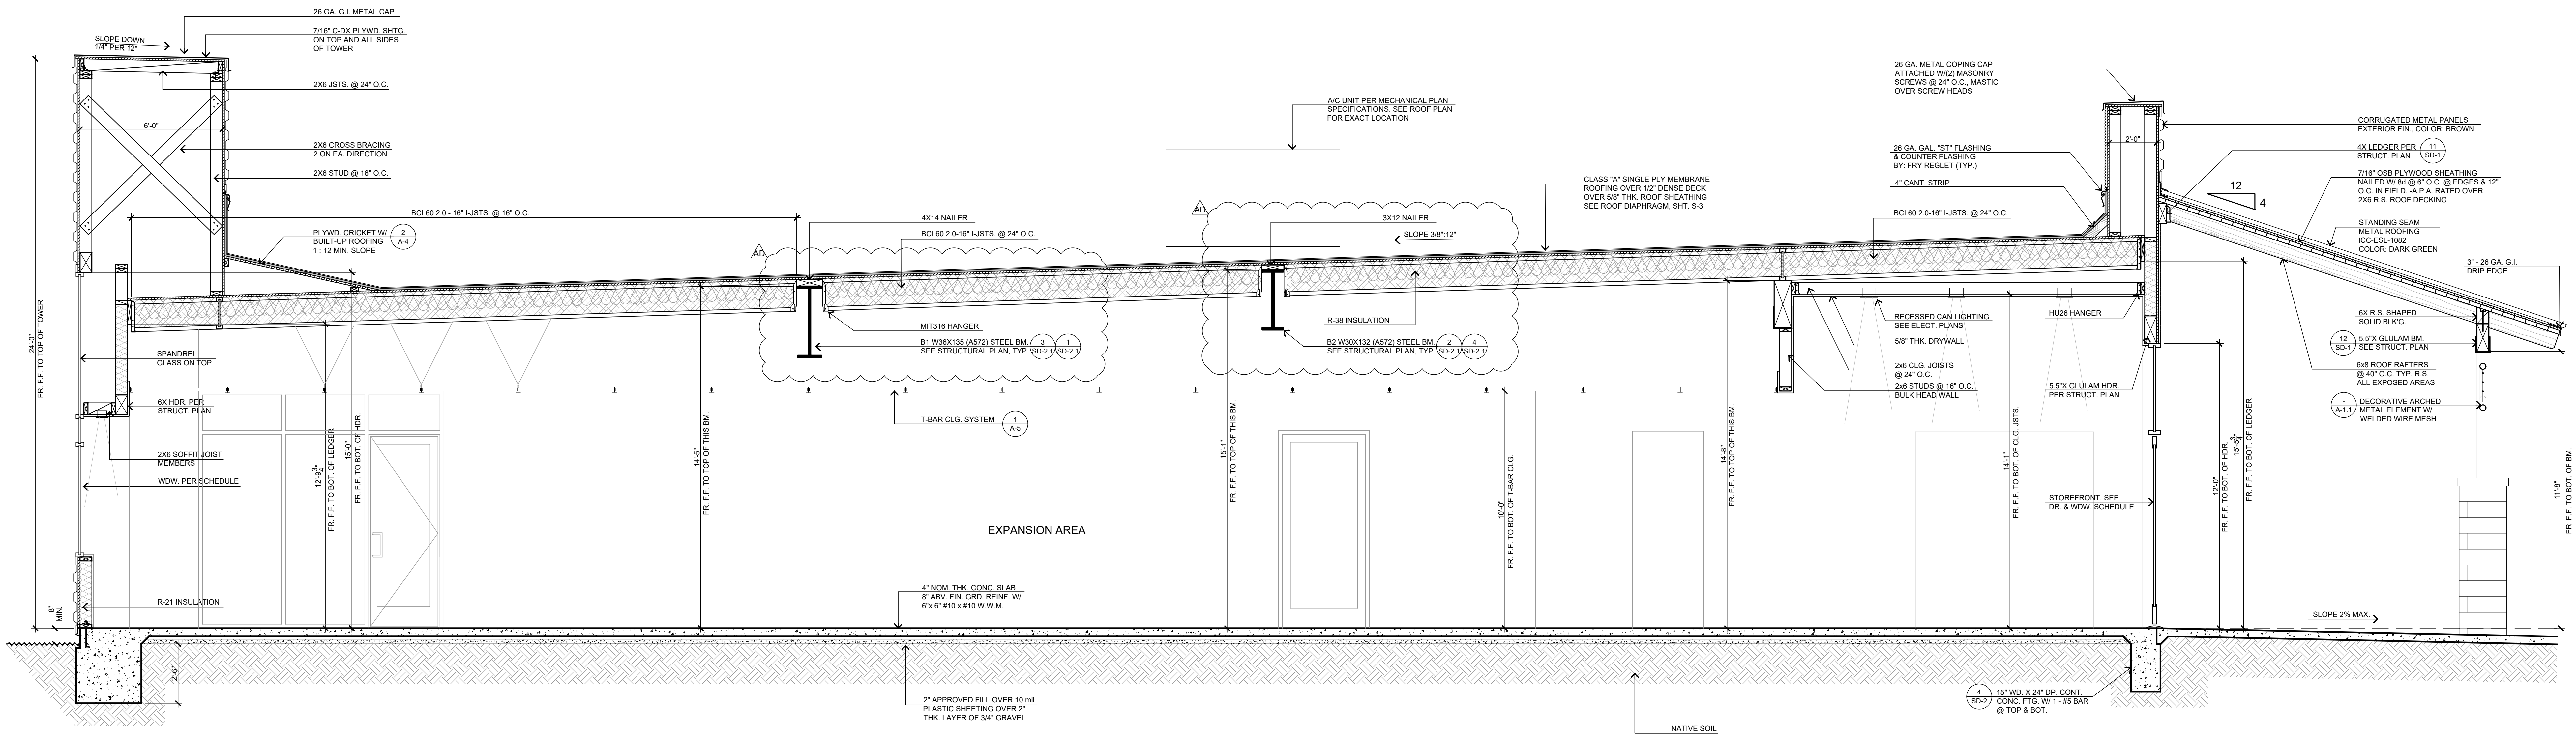 26 GA. G.I. METAL CAP
7/16" C-DX PLYWD. SHTG.
ON TOP AND ALL SIDES
OF TOWER
SLOPE DOWN
1/4" PER 12"
2X6 JSTS. @ 24" O.C.
6'-0"
2X6 CROSS BRACING
2 ON EA. DIRECTION
2X6 STUD @ 16" O.C.
BCI 60 2.0 - 16" I-JSTS. @ 16" O.C.
PLYWD. CRICKET W/
BUILT-UP ROOFING
1 : 12 MIN. SLOPE
2
A-4
24'-0"
FR. F.F. TO TOP OF TOWER
SPANDREL
GLASS ON TOP
6X HDR. PER
STRUCT. PLAN
2X6 SOFFIT JOIST
MEMBERS
WDW. PER SCHEDULE
R-21 INSULATION
8"
MIN.
2'-6"
12'-9 3/4"
FR. F.F. TO BOT. OF LEDGER
15'-0"
FR. F.F. TO BOT. OF HDR.
AD
4X14 NAILER
BCI 60 2.0-16" I-JSTS. @ 24" O.C.
MIT316 HANGER
B1 W36X135 (A572) STEEL BM.
SEE STRUCTURAL PLAN, TYP.
3
SD-2.1
1
SD-2.1
T-BAR CLG. SYSTEM
1
A-5
14'-5"
FR. F.F. TO TOP OF THIS BM.
A/C UNIT PER MECHANICAL PLAN
SPECIFICATIONS. SEE ROOF PLAN
FOR EXACT LOCATION
AD
3X12 NAILER
SLOPE 3/8":12"
CLASS "A" SINGLE PLY MEMBRANE
ROOFING OVER 1/2" DENSE DECK
OVER 5/8" THK. ROOF SHEATHING
SEE ROOF DIAPHRAGM, SHT. S-3
R-38 INSULATION
B2 W30X132 (A572) STEEL BM.
SEE STRUCTURAL PLAN, TYP.
2
SD-2.1
4
SD-2.1
15'-1"
FR. F.F. TO TOP OF THIS BM.
EXPANSION AREA
4" NOM. THK. CONC. SLAB
8" ABV. FIN. GRD. REINF. W/
6"x 6" #10 x #10 W.W.M.
2" APPROVED FILL OVER 10 mil
PLASTIC SHEETING OVER 2"
THK. LAYER OF 3/4" GRAVEL
10'-0"
FR. F.F. TO BOT. OF T-BAR CLG.
NATIVE SOIL
14'-8"
FR. F.F. TO TOP OF THIS BM.
26 GA. METAL COPING CAP
ATTACHED W/(2) MASONRY
SCREWS @ 24" O.C., MASTIC
OVER SCREW HEADS
2'-0"
26 GA. GAL. "ST" FLASHING
& COUNTER FLASHING
BY: FRY REGLET (TYP.)
4" CANT. STRIP
BCI 60 2.0-16" I-JSTS. @ 24" O.C.
RECESSED CAN LIGHTING
SEE ELECT. PLANS
HU26 HANGER
5/8" THK. DRYWALL
2x6 CLG. JOISTS
@ 24" O.C.
2x6 STUDS @ 16" O.C.
BULK HEAD WALL
5.5"X GLULAM HDR.
PER STRUCT. PLAN
14'-1"
FR. F.F. TO BOT. OF CLG. JSTS.
STOREFRONT, SEE
DR. & WDW. SCHEDULE
4
SD-2
15" WD. X 24" DP. CONT.
CONC. FTG. W/ 1 - #5 BAR
@ TOP & BOT.
12'-0"
FR. F.F. TO BOT. OF HDR.
15'-5 3/4"
FR. F.F. TO BOT. OF LEDGER
12
4
CORRUGATED METAL PANELS
EXTERIOR FIN., COLOR: BROWN
4X LEDGER PER
STRUCT. PLAN
11
SD-1
7/16" OSB PLYWOOD SHEATHING
NAILED W/ 8d @ 6" O.C. @ EDGES & 12"
O.C. IN FIELD. -A.P.A. RATED OVER
2X6 R.S. ROOF DECKING
STANDING SEAM
METAL ROOFING
ICC-ESL-1082
COLOR: DARK GREEN
3" - 26 GA. G.I.
DRIP EDGE
6X R.S. SHAPED
SOLID BLK'G.
12
SD-1
5.5"X GLULAM BM.
SEE STRUCT. PLAN
6x8 ROOF RAFTERS
@ 40" O.C. TYP. R.S.
ALL EXPOSED AREAS
-
A-1.1
DECORATIVE ARCHED
METAL ELEMENT W/
WELDED WIRE MESH
SLOPE 2% MAX.
11'-8"
FR. F.F. TO BOT. OF BM.